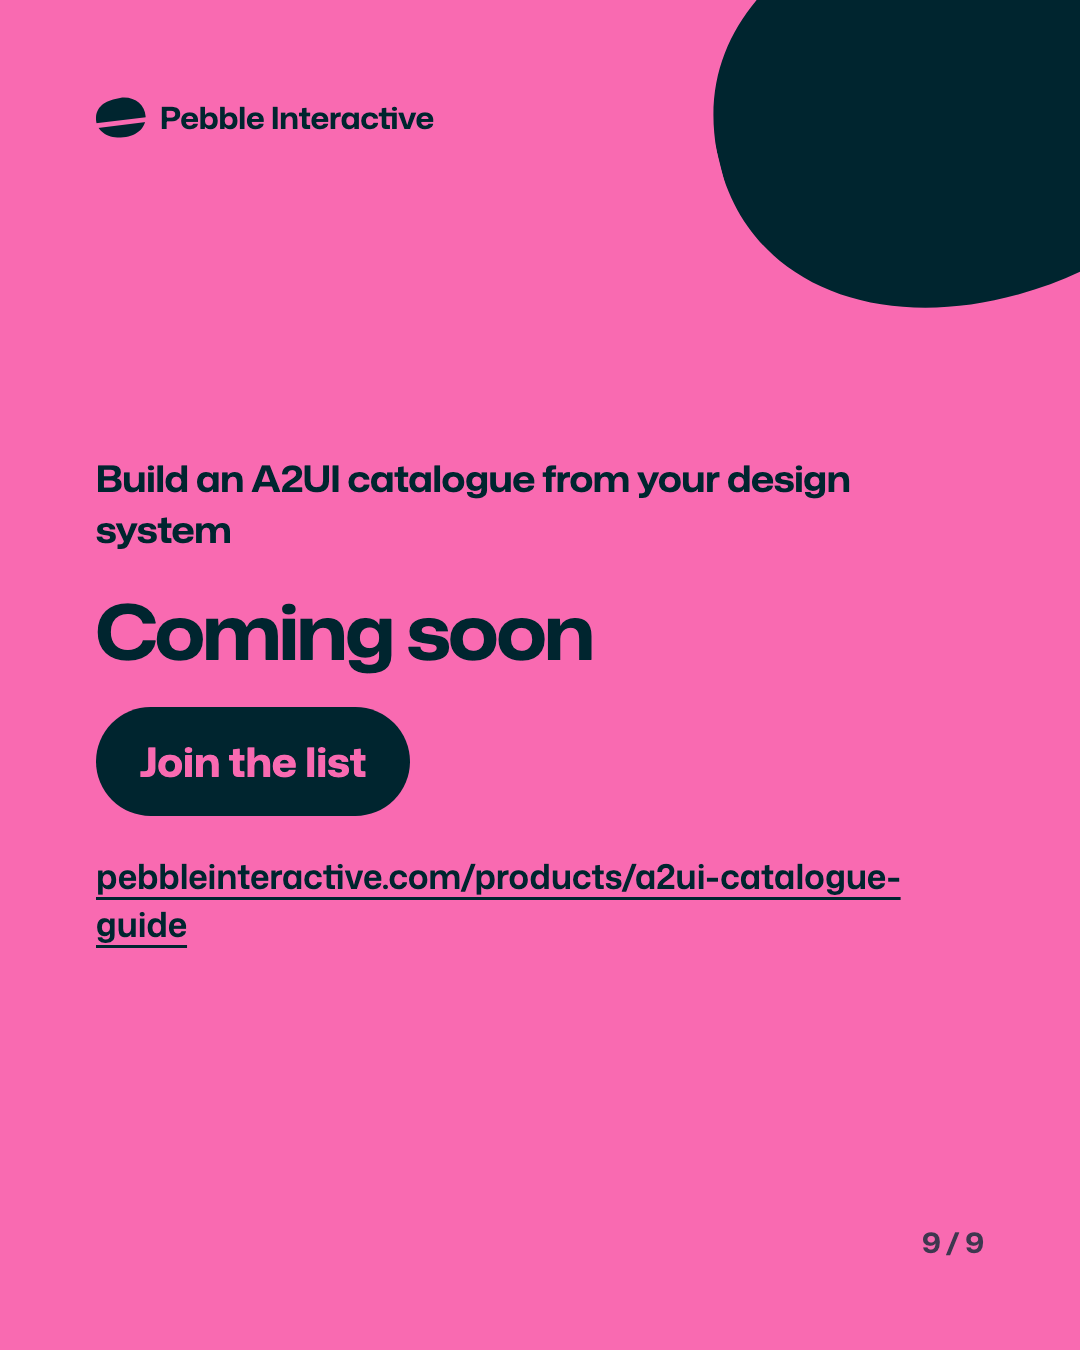 Pebble Interactive
Build an A2UI catalogue from your design
system
Coming soon
Join the list
pebbleinteractive.com/products/a2ui-catalogue-
guide
9 / 9